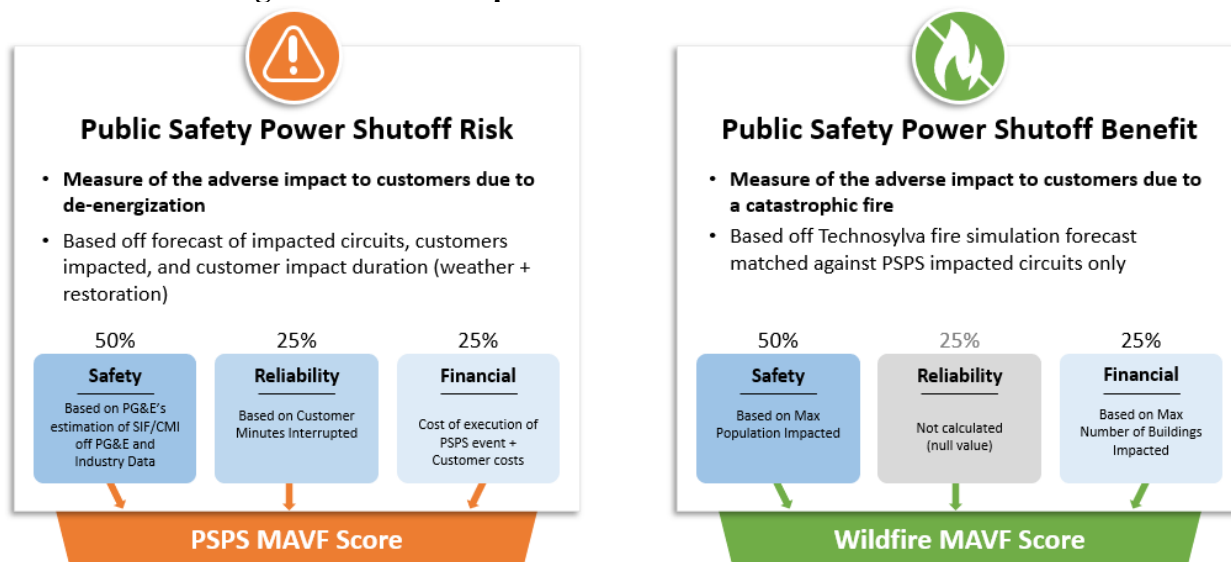 Public Safety Power Shutoff Risk
• Measure of the adverse impact to customers due to
de-energization
• Based off forecast of impacted circuits, customers
impacted, and customer impact duration (weather +
restoration)
50%
25%
25%
Safety
Based on PG&E's
estimation of SIF/CMI
off PG&E and
Industry Data
Reliability
Based on Customer
Minutes Interrupted
Financial
Cost of execution of
PSPS event +
Customer costs
PSPS MAVF Score
Public Safety Power Shutoff Benefit
• Measure of the adverse impact to customers due to
a catastrophic fire
• Based off Technosylva fire simulation forecast
matched against PSPS impacted circuits only
50%
25%
25%
Safety
Based on Max
Population Impacted
Reliability
Not calculated
(null value)
Financial
Based on Max
Number of Buildings
Impacted
Wildfire MAVF Score